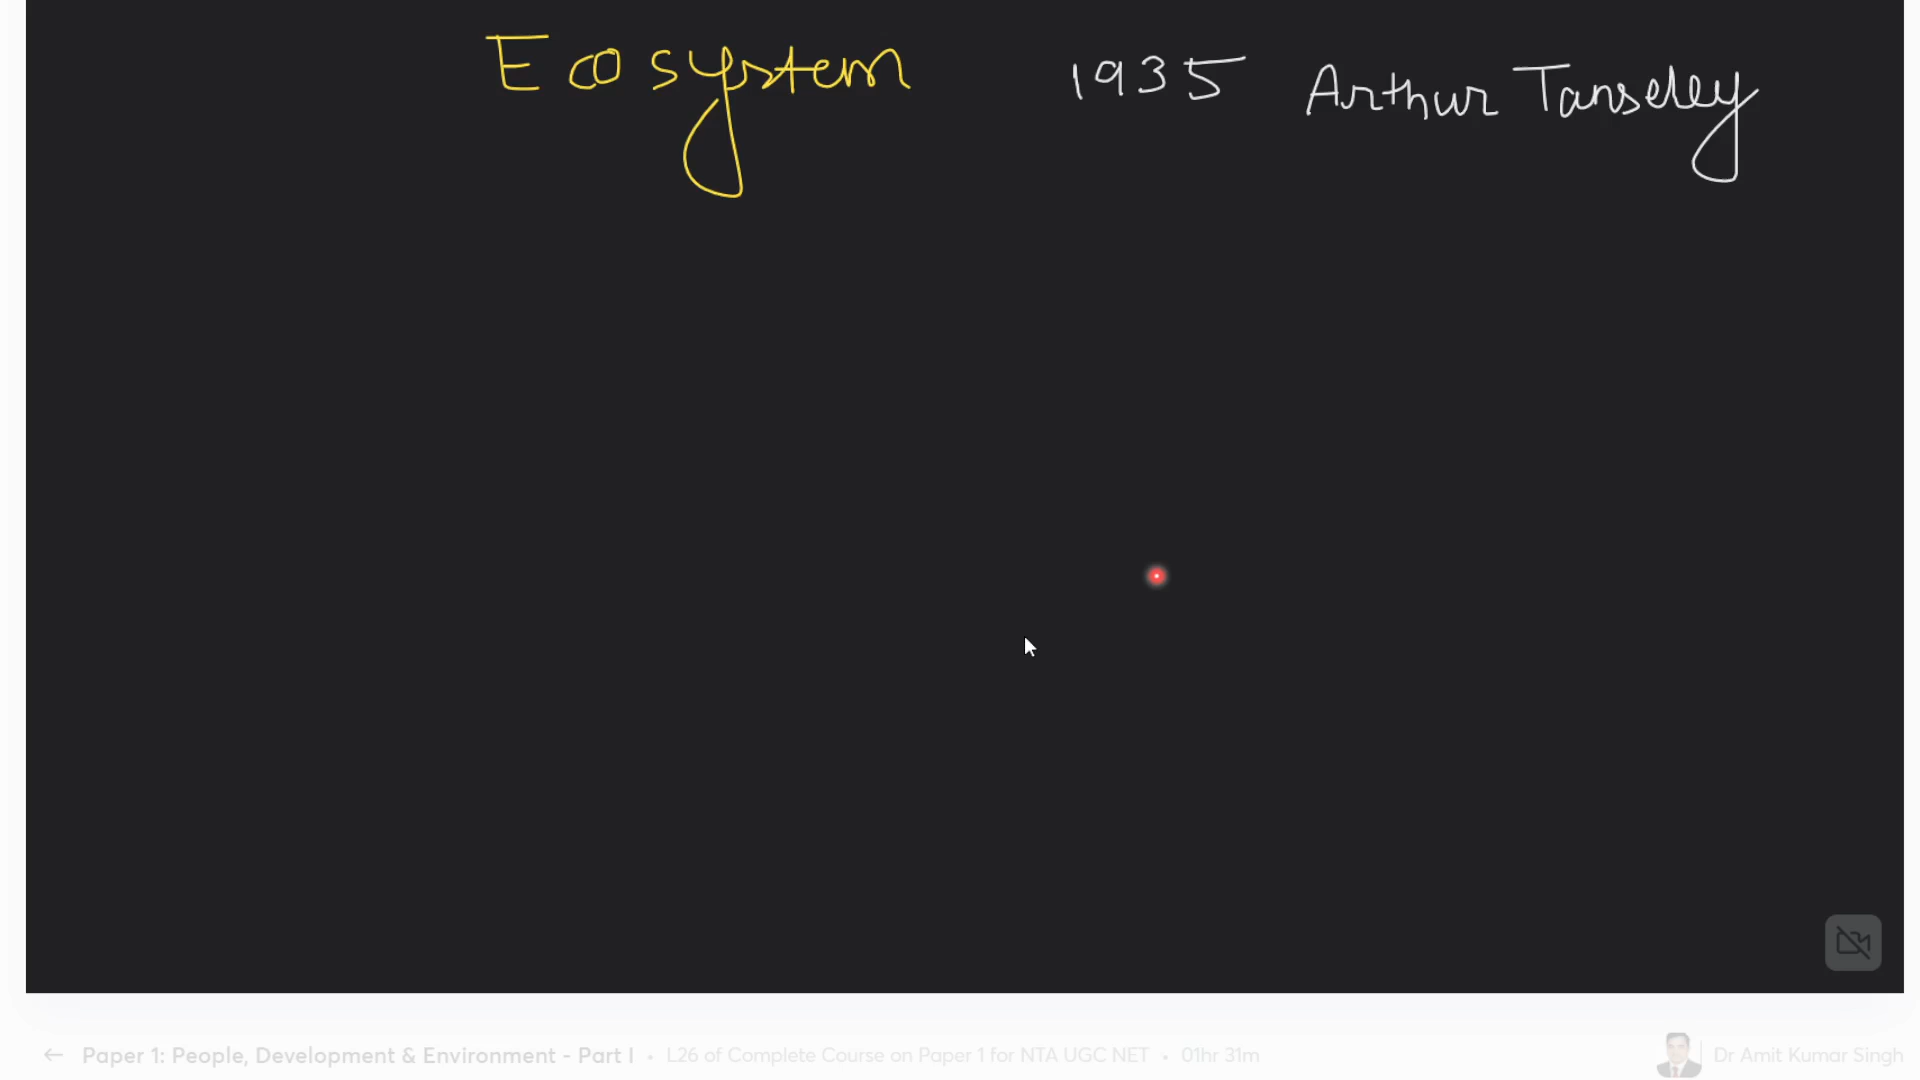 Ecosystem 1935 Arthur Tanseley
Paper 1: People, Development & Environment - Part I • L26 of Complete Course on Paper 1 for NTA UGC NET • 01hr 31m Dr Amit Kumar Singh